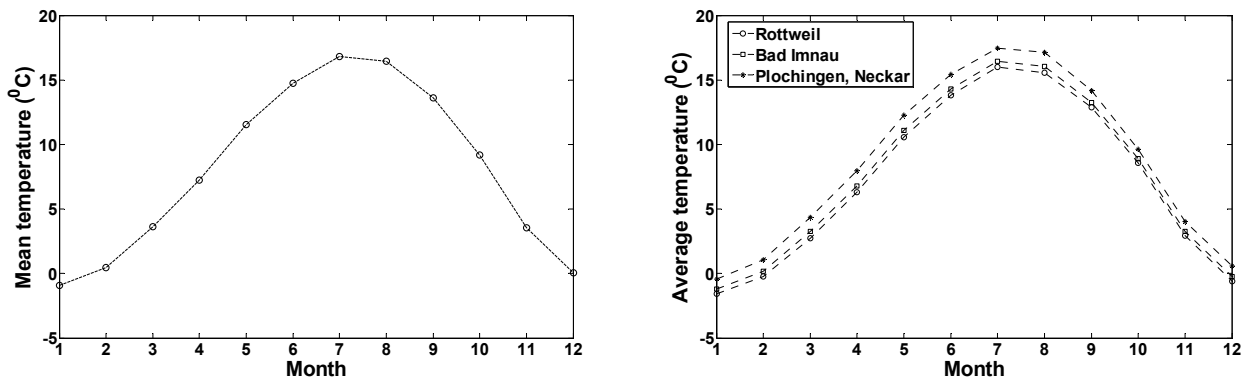 20
15
10
5
0
-5
Mean temperature (⁰C)
1 2 3 4 5 6 7 8 9 10 11 12
Month
20
15
10
5
0
-5
Average temperature (⁰C)
Rottweil
Bad Imnau
Plochingen, Neckar
1 2 3 4 5 6 7 8 9 10 11 12
Month